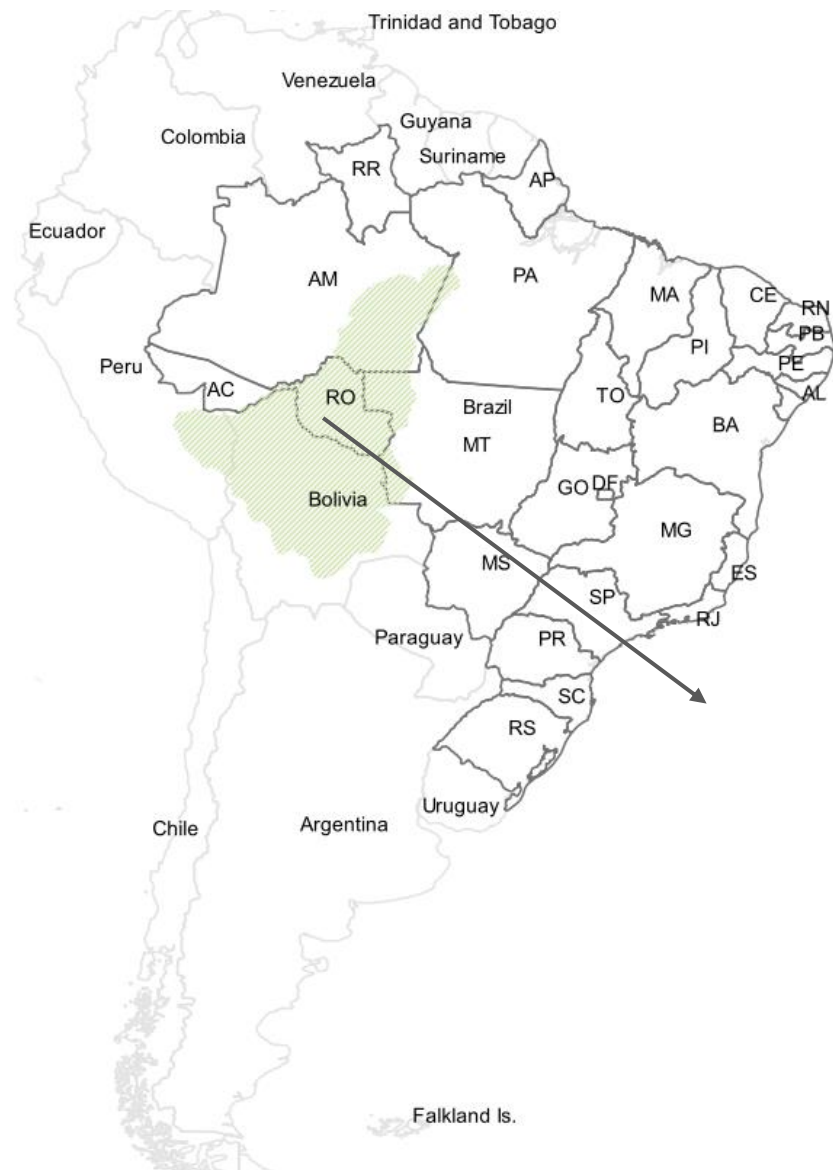 Trinidad and Tobago
Venezuela
Guyana
Colombia
Suriname
RR
AP
Ecuador
AM
PA
MA
CE
RN
PB
PI
PE
Peru
AC
RO
TO
AL
Brazil
BA
MT
GO
DF
Bolivia
MG
MS
ES
SP
RJ
Paraguay
PR
SC
RS
Uruguay
Chile
Argentina
Falkland Is.